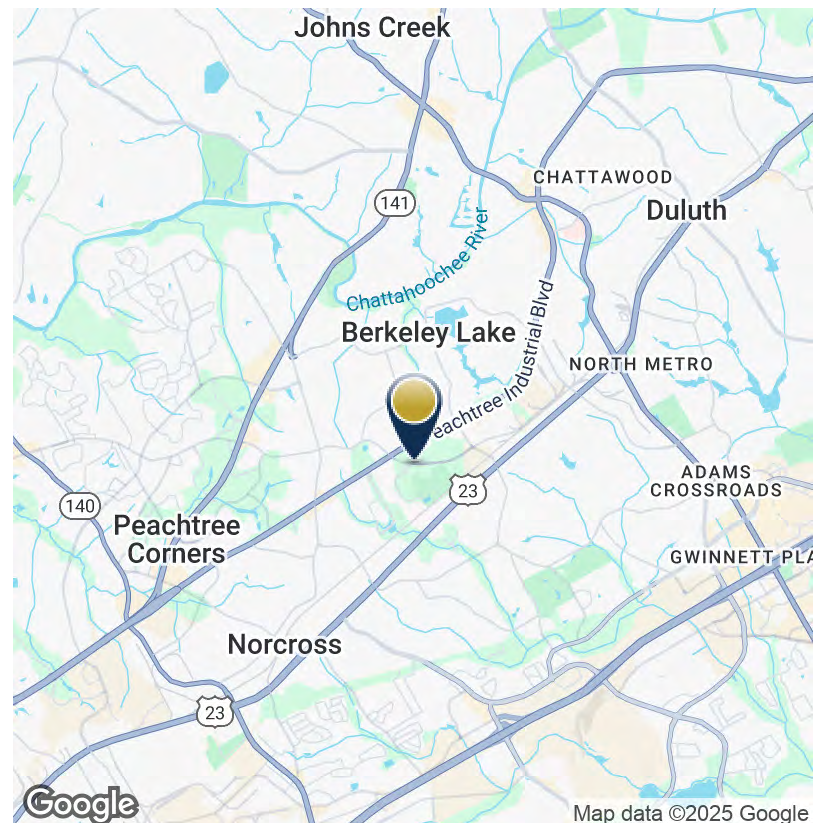 Johns Creek
CHATTAWOOD
141
Duluth
Chattahoochee River
Berkeley Lake
eachtree Industrial Blvd
NORTH METRO
ADAMS
CROSSROADS
23
140
Peachtree
Corners
GWINNETT PLA
Norcross
23
Google
Map data ©2025 Google